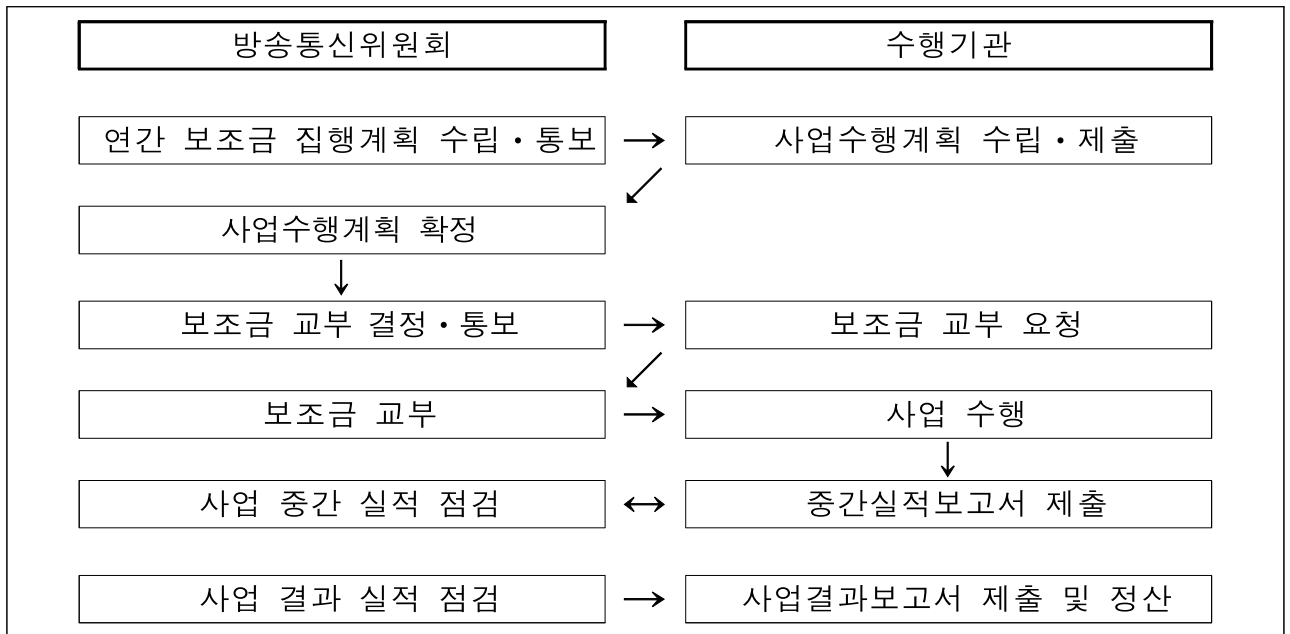 방송통신위원회
수행기관
연간 보조금 집행계획 수립・통보
사업수행계획 수립・제출
사업수행계획 확정
보조금 교부 결정・통보
보조금 교부 요청
보조금 교부
사업 수행
사업 중간 실적 점검
중간실적보고서 제출
사업 결과 실적 점검
사업결과보고서 제출 및 정산